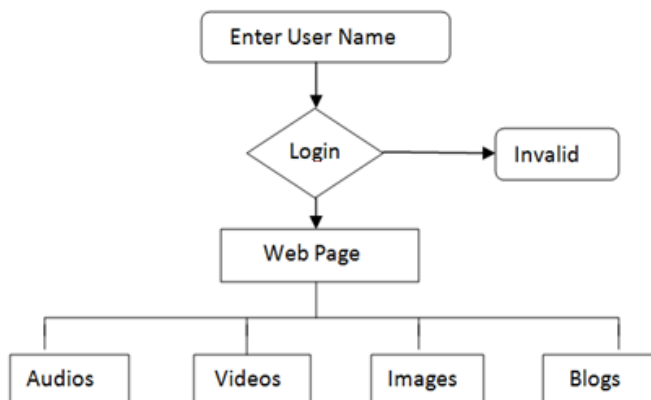 Enter User Name
Login
Invalid
Web Page
Audios
Videos
Images
Blogs